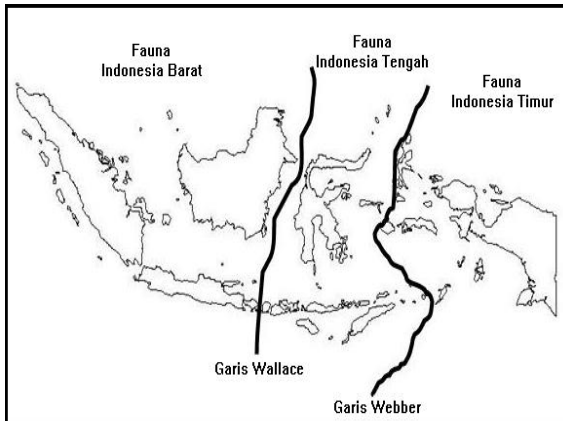 Fauna
Indonesia Barat
Fauna
Indonesia Tengah
Fauna
Indonesia Timur
Garis Wallace
Garis Webber